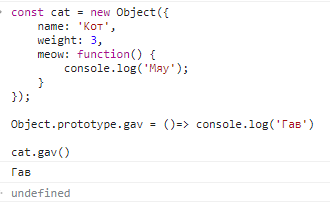 const cat = new Object({
    name: 'Кот',
    weight: 3,
    meow: function() {
        console.log('Мяу');
    }
});

Object.prototype.gav = ()=> console.log('Гав')

cat.gav()
Гав
undefined